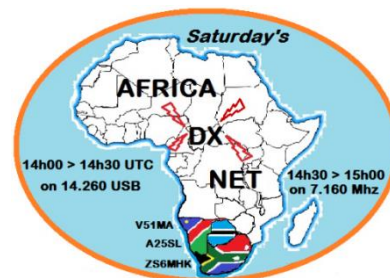 Saturday's
AFRICA
DX
NET
14h00 > 14h30 UTC
on 14.260 USB
14h30 > 15h00
on 7.160 Mhz
V51MA
A25SL
ZS6MHK